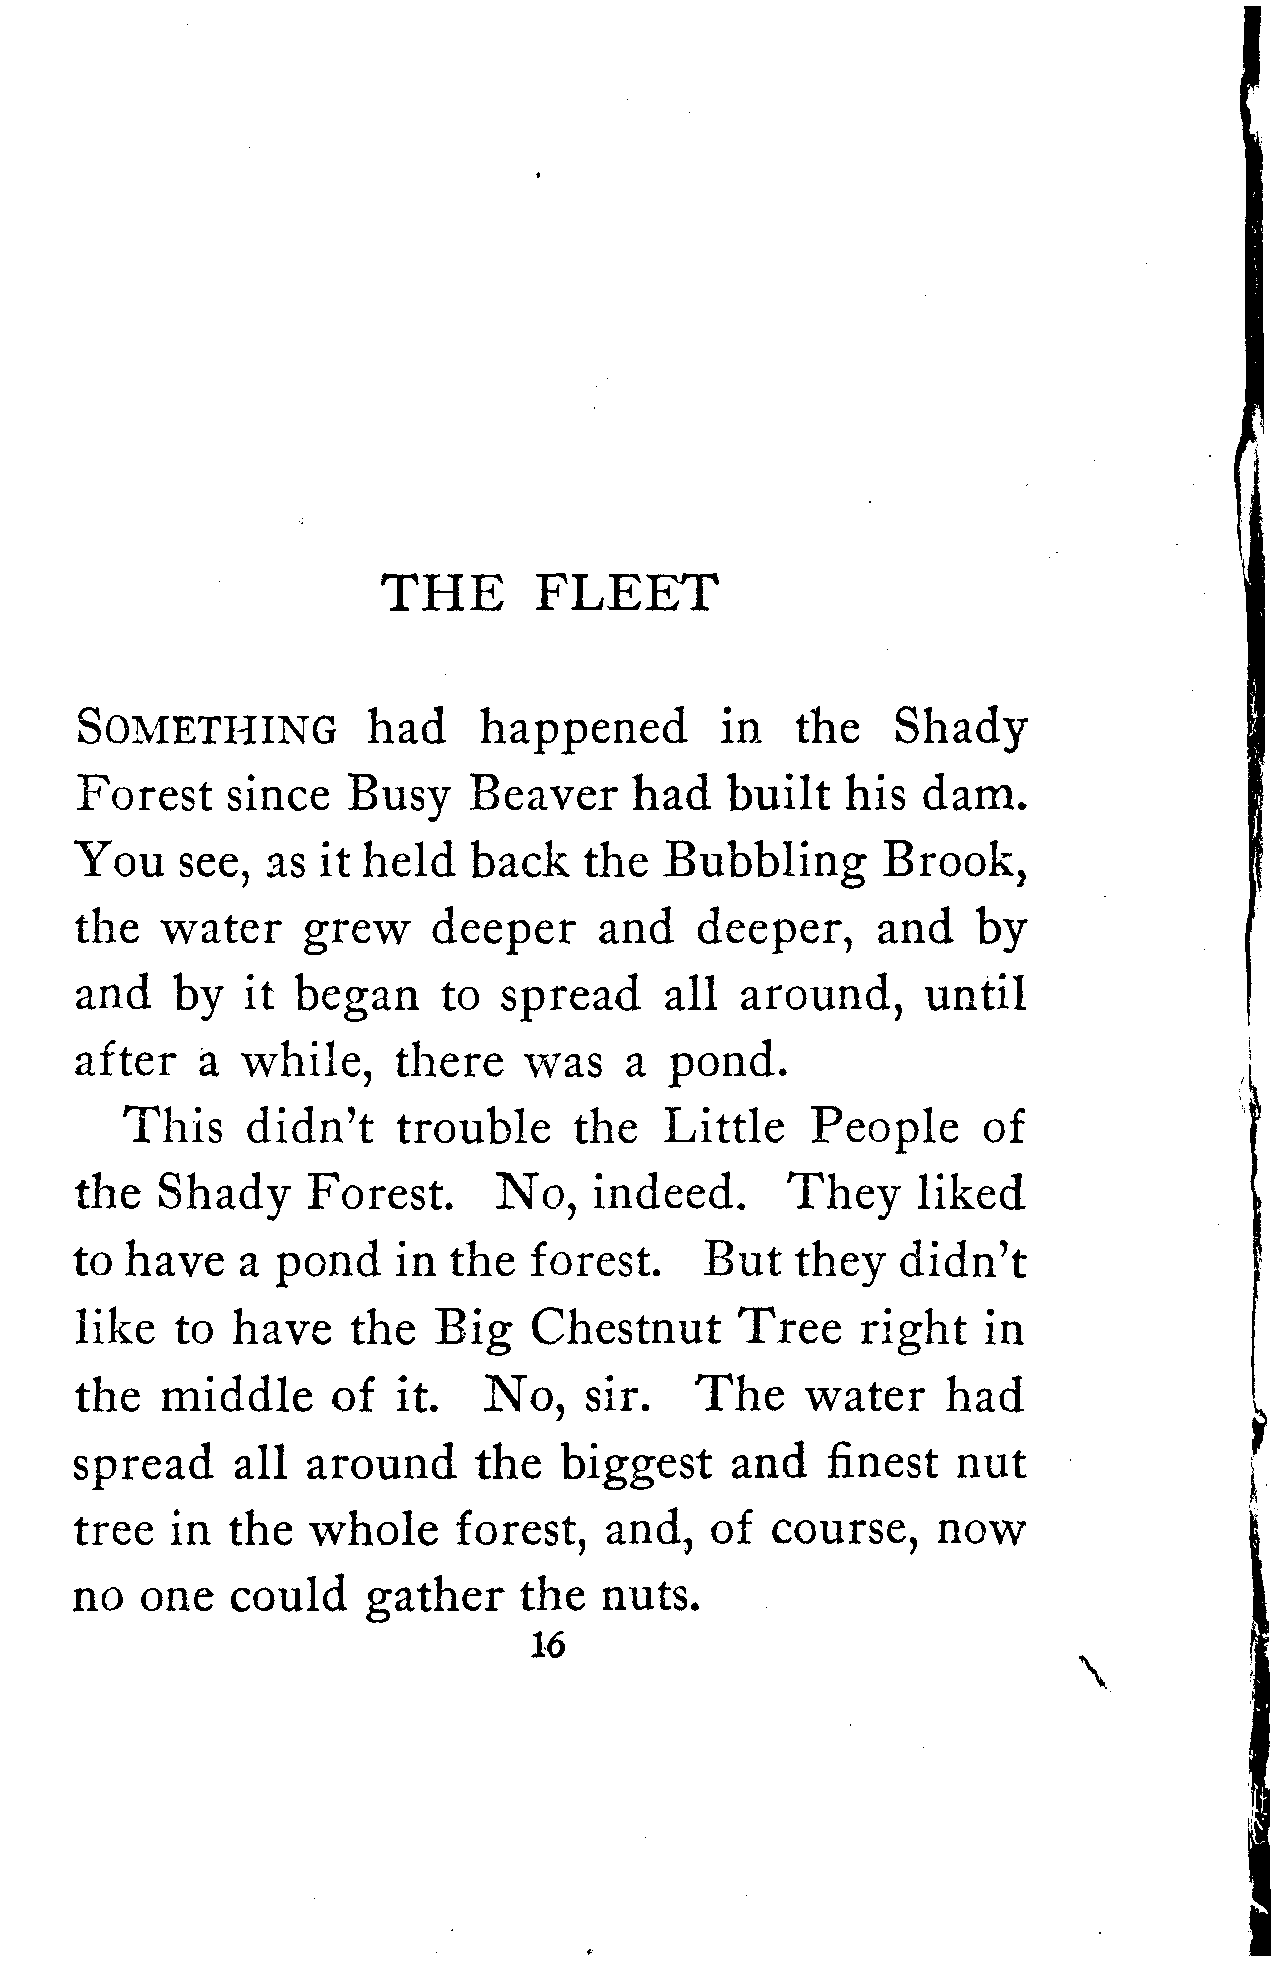 THE FLEET
SOMETHING had happened in the Shady
Forest since Busy Beaver had built his dam.
You see, as it held back the Bubbling Brook,
the water grew deeper and deeper, and by
and by it began to spread all around, until
after a while, there was a pond.
This didn't trouble the Little People of
the Shady Forest. No, indeed. They liked
to have a pond in the forest. But they didn't
like to have the Big Chestnut Tree right in
the middle of it. No, sir. The water had
spread all around the biggest and finest nut
tree in the whole forest, and, of course, now
no one could gather the nuts.
16